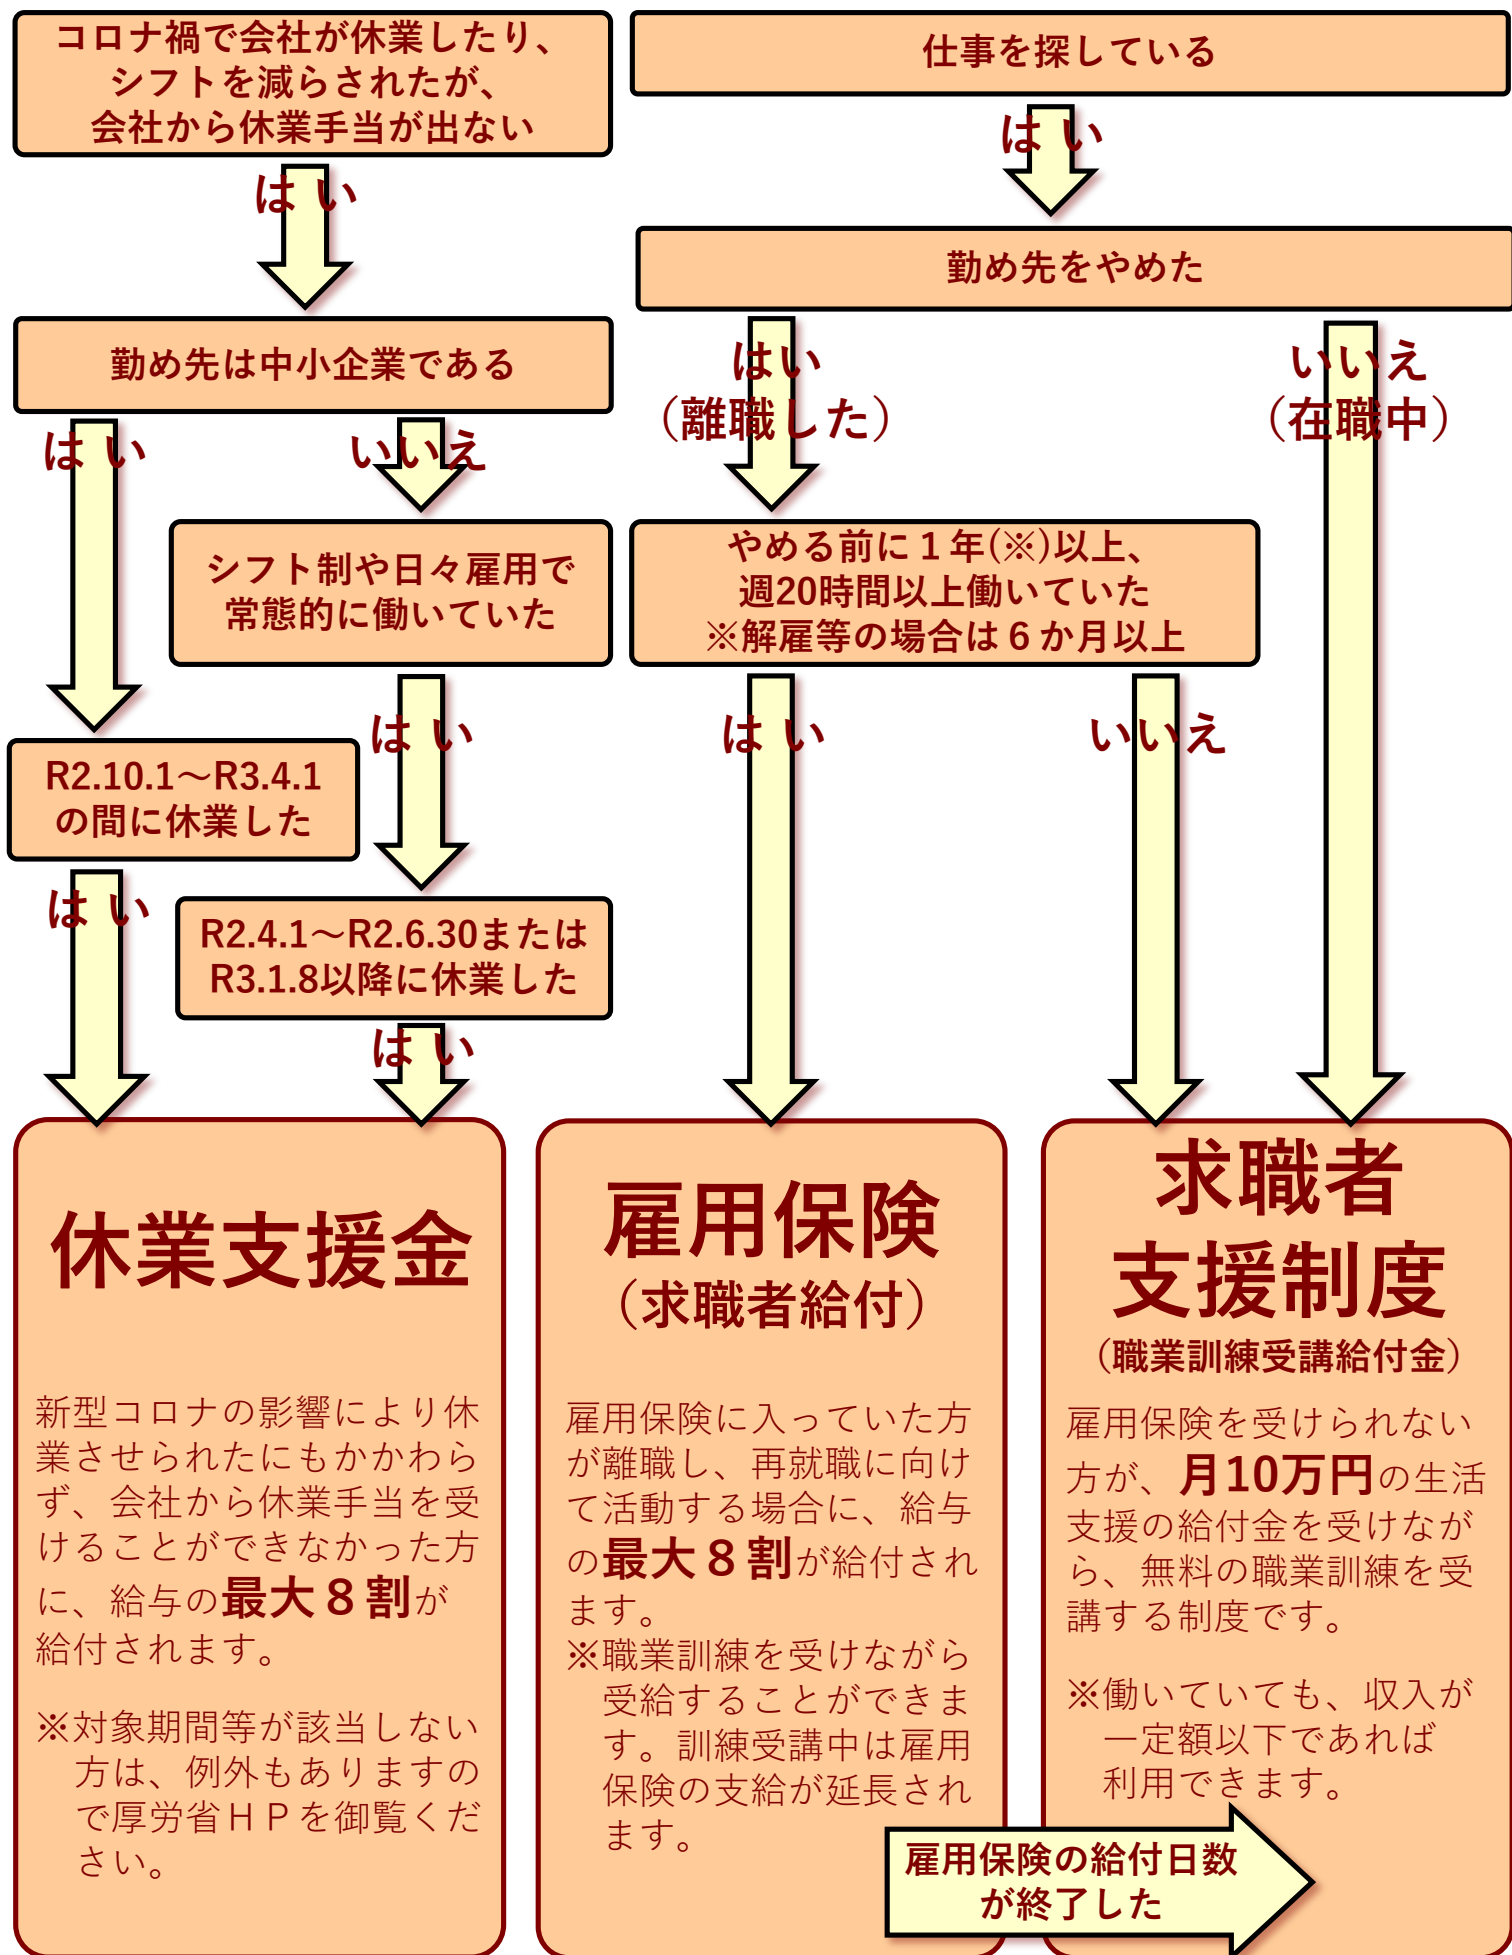 コロナ禍で会社が休業したり、
シフトを減らされたが、
会社から休業手当が出ない
はい
勤め先は中小企業である
はい
いいえ
シフト制や日々雇用で
常態的に働いていた
はい
R2.10.1～R3.4.1
の間に休業した
はい
R2.4.1～R2.6.30または
R3.1.8以降に休業した
はい
仕事を探している
はい
勤め先をやめた
はい
（離職した）
いいえ
（在職中）
やめる前に１年(※)以上、
週20時間以上働いていた
※解雇等の場合は６か月以上
はい
いいえ
休業支援金
新型コロナの影響により休
業させられたにもかかわら
ず、会社から休業手当を受
けることができなかった方
に、給与の最大８割が
給付されます。
※対象期間等が該当しない
方は、例外もありますの
で厚労省ＨＰを御覧くだ
さい。
雇用保険
（求職者給付）
雇用保険に入っていた方
が離職し、再就職に向け
て活動する場合に、給与
の最大８割が給付され
ます。
※職業訓練を受けながら
受給することができま
す。訓練受講中は雇用
保険の支給が延長され
ます。
求職者
支援制度
（職業訓練受講給付金）
雇用保険を受けられない
方が、月10万円の生活
支援の給付金を受けなが
ら、無料の職業訓練を受
講する制度です。
※働いていても、収入が
一定額以下であれば
利用できます。
雇用保険の給付日数
が終了した